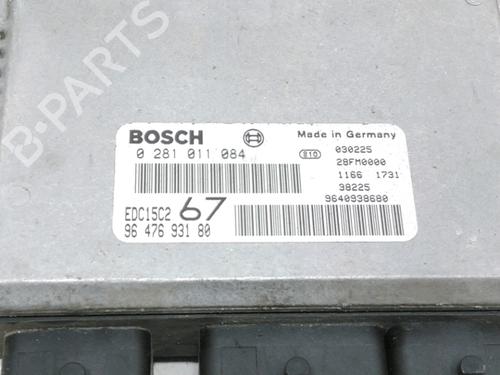 B-PARTS
BOSCH
Made in Germany
0 281 011 084
e10
030225
28FM0000
1166 1731
38225
9640938680
EDC15C2 67
96 476 931 80